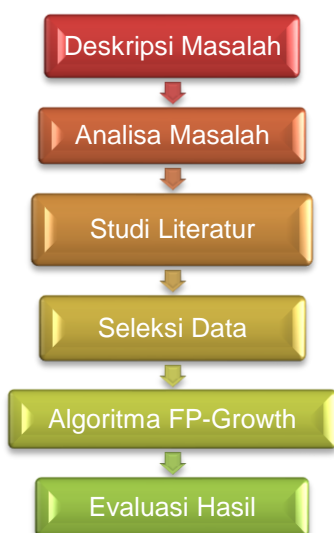 Deskripsi Masalah
Analisa Masalah
Studi Literatur
Seleksi Data
Algoritma FP-Growth
Evaluasi Hasil